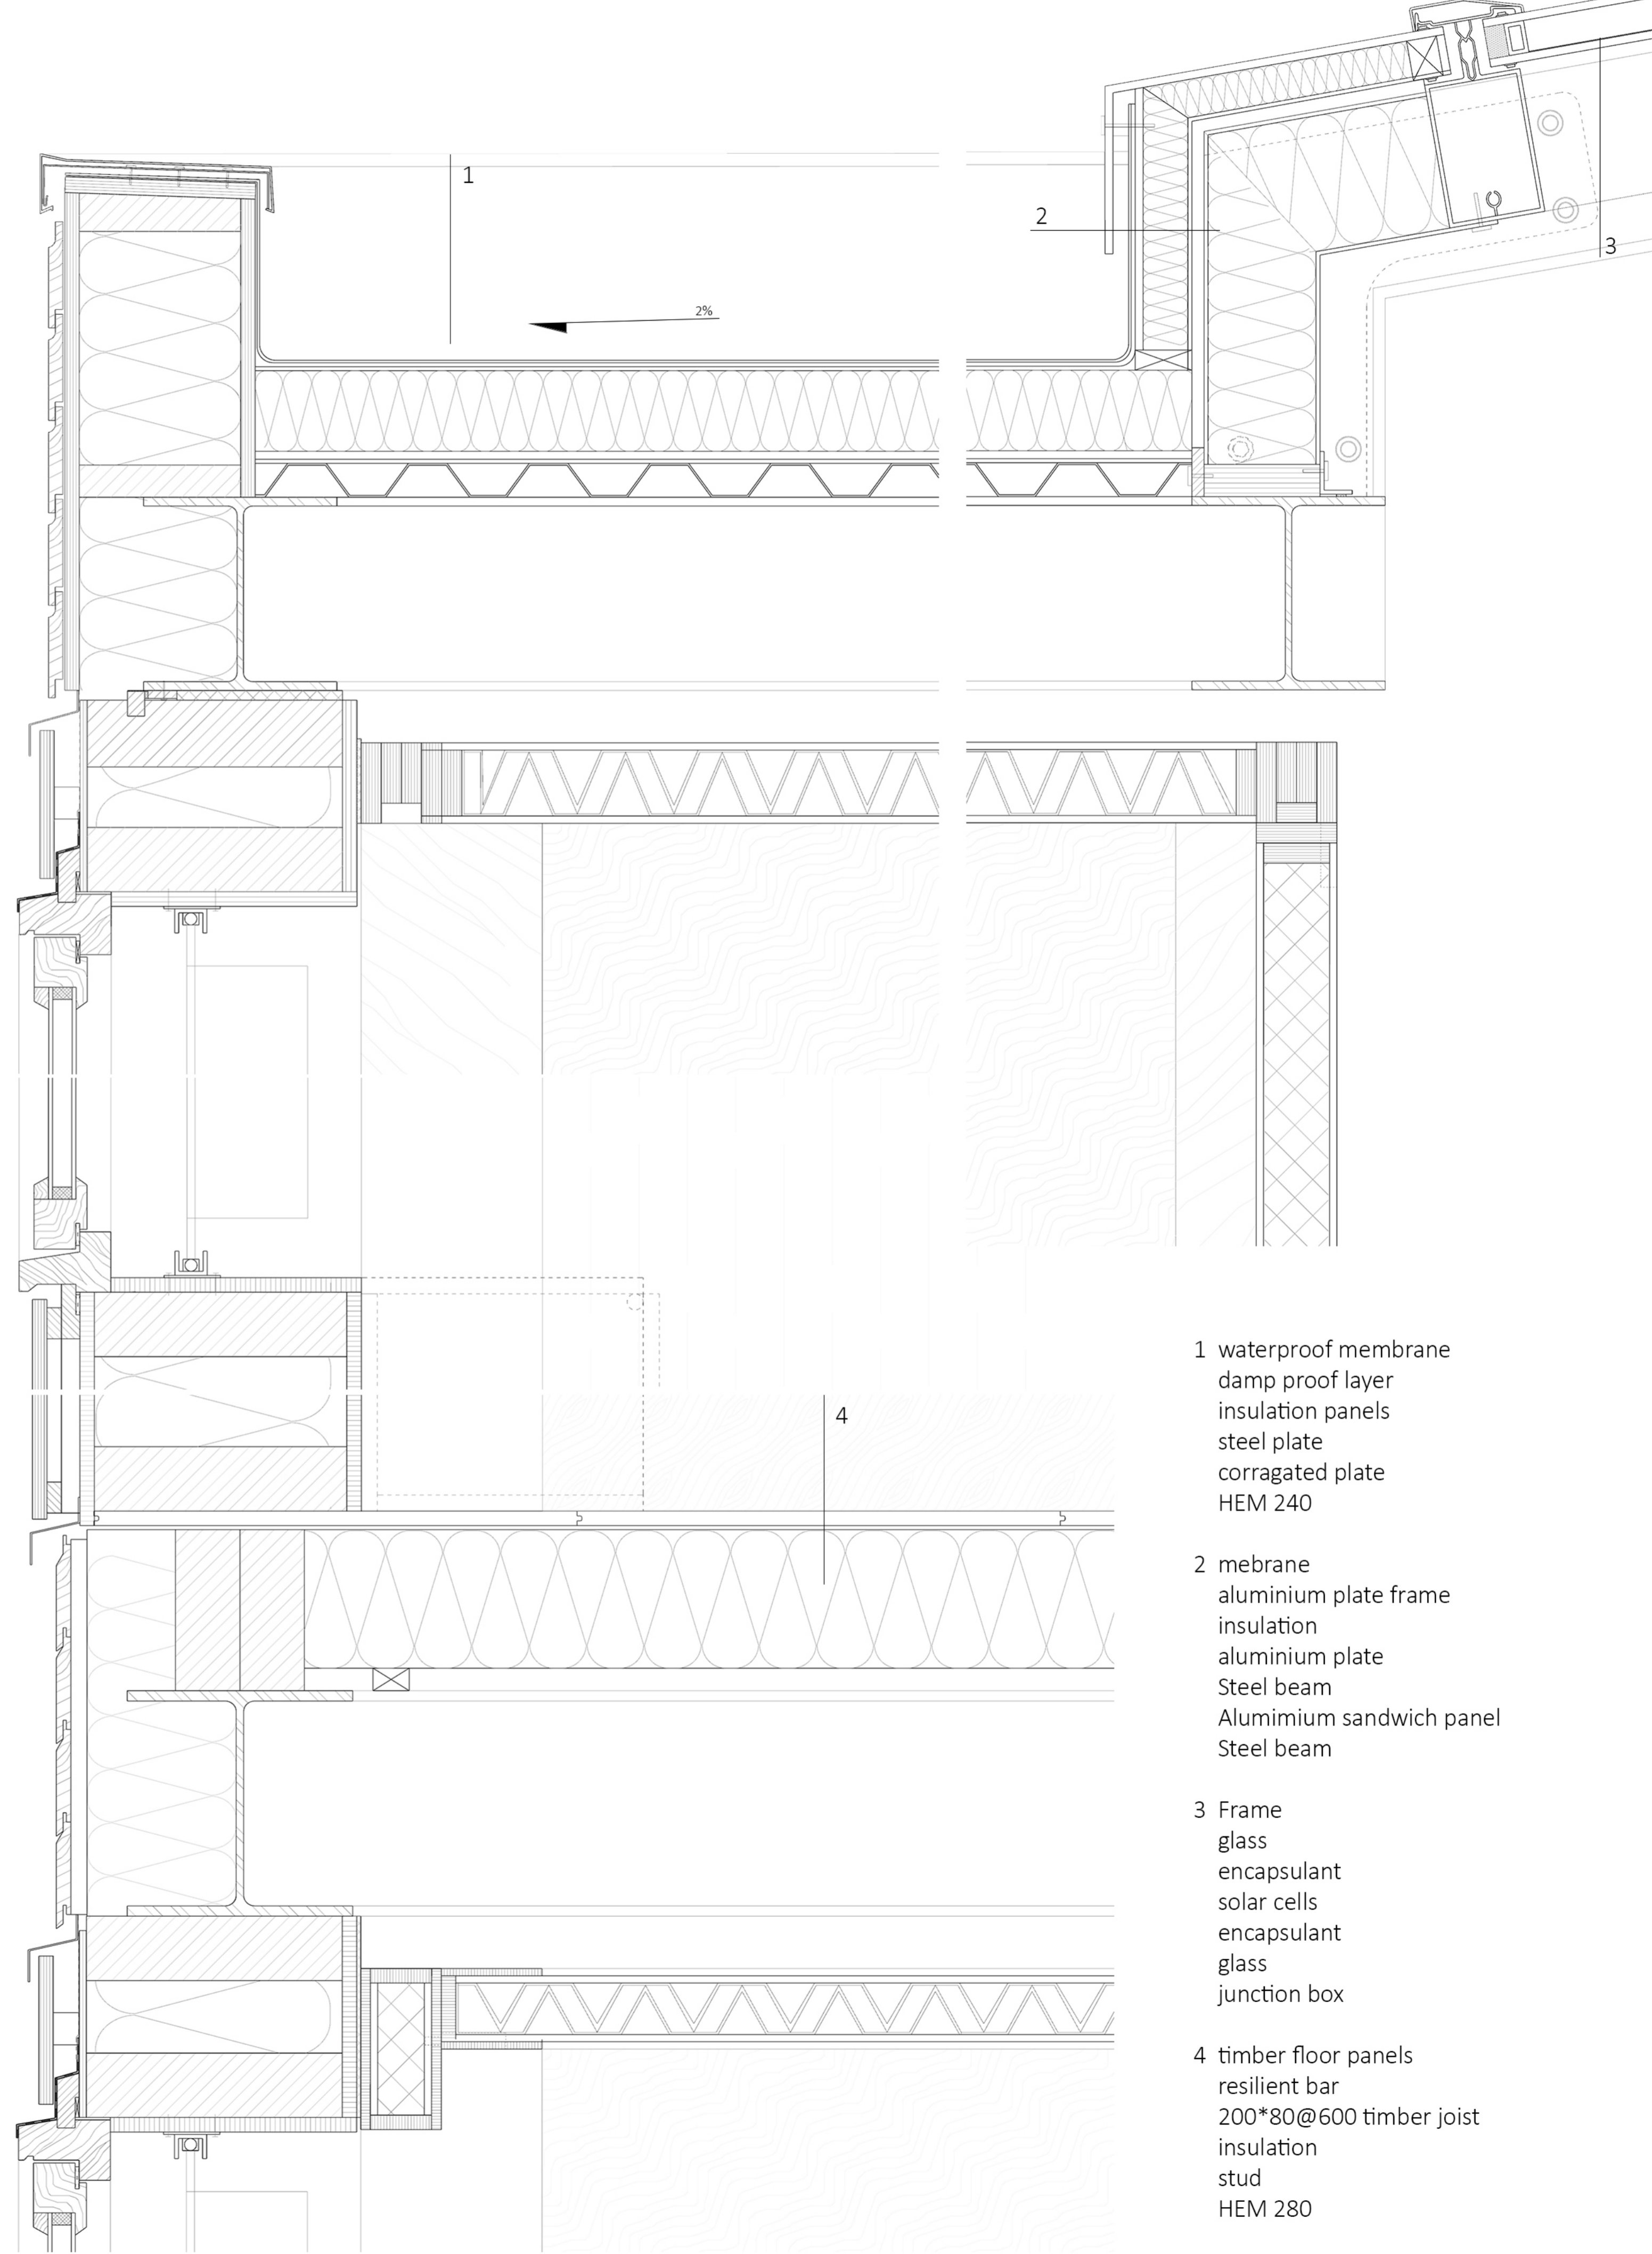 1
2
3
2%
4
1 waterproof membrane
damp proof layer
insulation panels
steel plate
corragated plate
HEM 240
2 mebrane
aluminium plate frame
insulation
aluminium plate
Steel beam
Alumimium sandwich panel
Steel beam
3 Frame
glass
encapsulant
solar cells
encapsulant
glass
junction box
4 timber floor panels
resilient bar
200*80@600 timber joist
insulation
stud
HEM 280